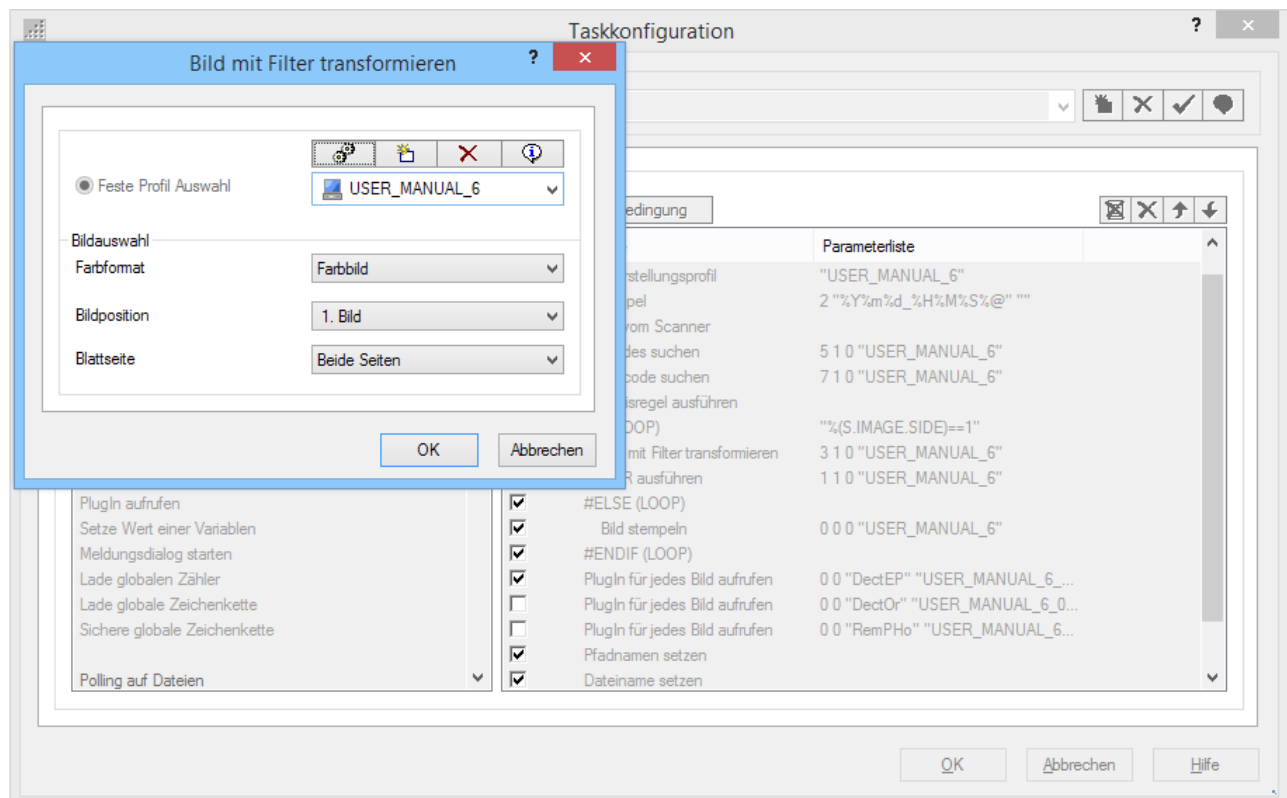 Taskkonfiguration
?
Bild mit Filter transformieren
?
Feste Profil Auswahl
USER_MANUAL_6
Bildauswahl
Farbformat
Farbbild
Bildposition
1. Bild
Blattseite
Beide Seiten
OK
Abbrechen
edingung
Parameterliste
rstellungsprofil "USER_MANUAL_6"
pel 2 "%Y%m%d_%H%M%S%@" ""
vom Scanner
des suchen 5 1 0 "USER_MANUAL_6"
code suchen 7 1 0 "USER_MANUAL_6"
isregel ausführen
OOP) "%(S.IMAGE.SIDE)==1"
mit Filter transformieren 3 1 0 "USER_MANUAL_6"
R ausführen 1 1 0 "USER_MANUAL_6"
PlugIn aufrufen
Setze Wert einer Variablen
Meldungsdialog starten
Lade globalen Zähler
Lade globale Zeichenkette
Sichere globale Zeichenkette
Polling auf Dateien
#ELSE (LOOP)
Bild stempeln 0 0 0 "USER_MANUAL_6"
#ENDIF (LOOP)
PlugIn für jedes Bild aufrufen 0 0 "DectEP" "USER_MANUAL_6_...
PlugIn für jedes Bild aufrufen 0 0 "DectOr" "USER_MANUAL_6_0...
PlugIn für jedes Bild aufrufen 0 0 "RemPHo" "USER_MANUAL_6...
Pfadnamen setzen
Dateiname setzen
OK
Abbrechen
Hilfe